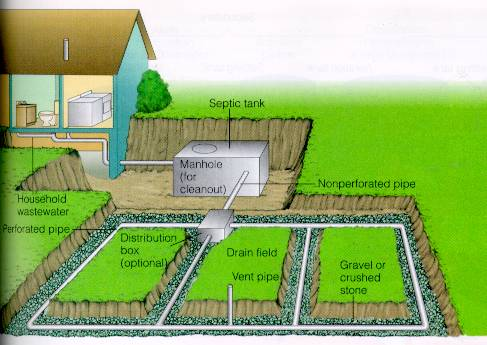 Septic tank
Manhole
(for
cleanout)
Nonperforated pipe
Household
wastewater
Perforated pipe
Distribution
box
(optional)
Drain field
Vent pipe
Gravel or
crushed
stone